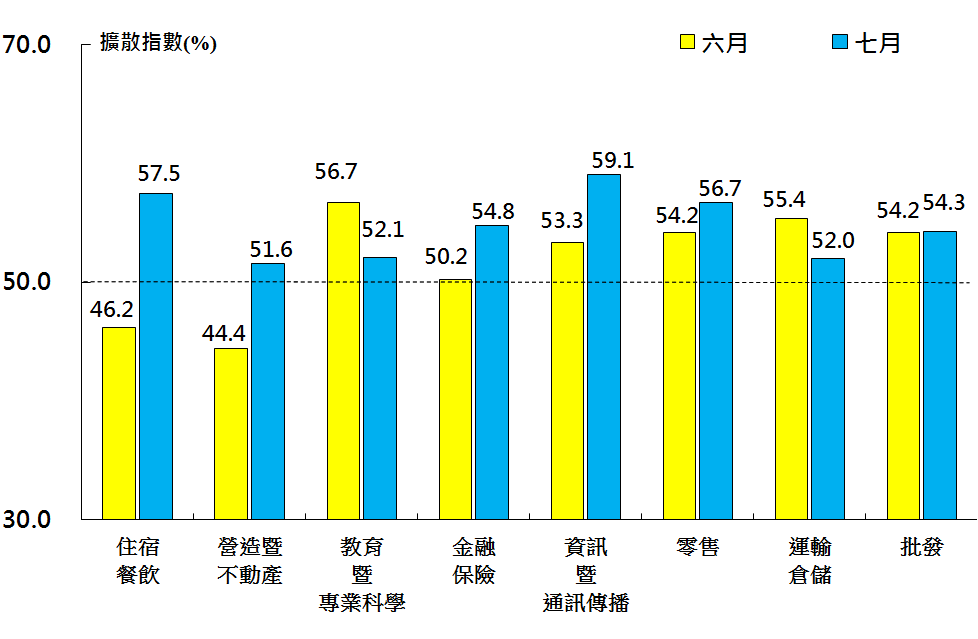 70.0
擴散指數(%)
六月
七月
50.0
30.0
46.2
57.5
44.4
51.6
56.7
52.1
50.2
54.8
53.3
59.1
54.2
56.7
55.4
52.0
54.2
54.3
住宿
餐飲
營造暨
不動產
教育
暨
專業科學
金融
保險
資訊
暨
通訊傳播
零售
運輸
倉儲
批發